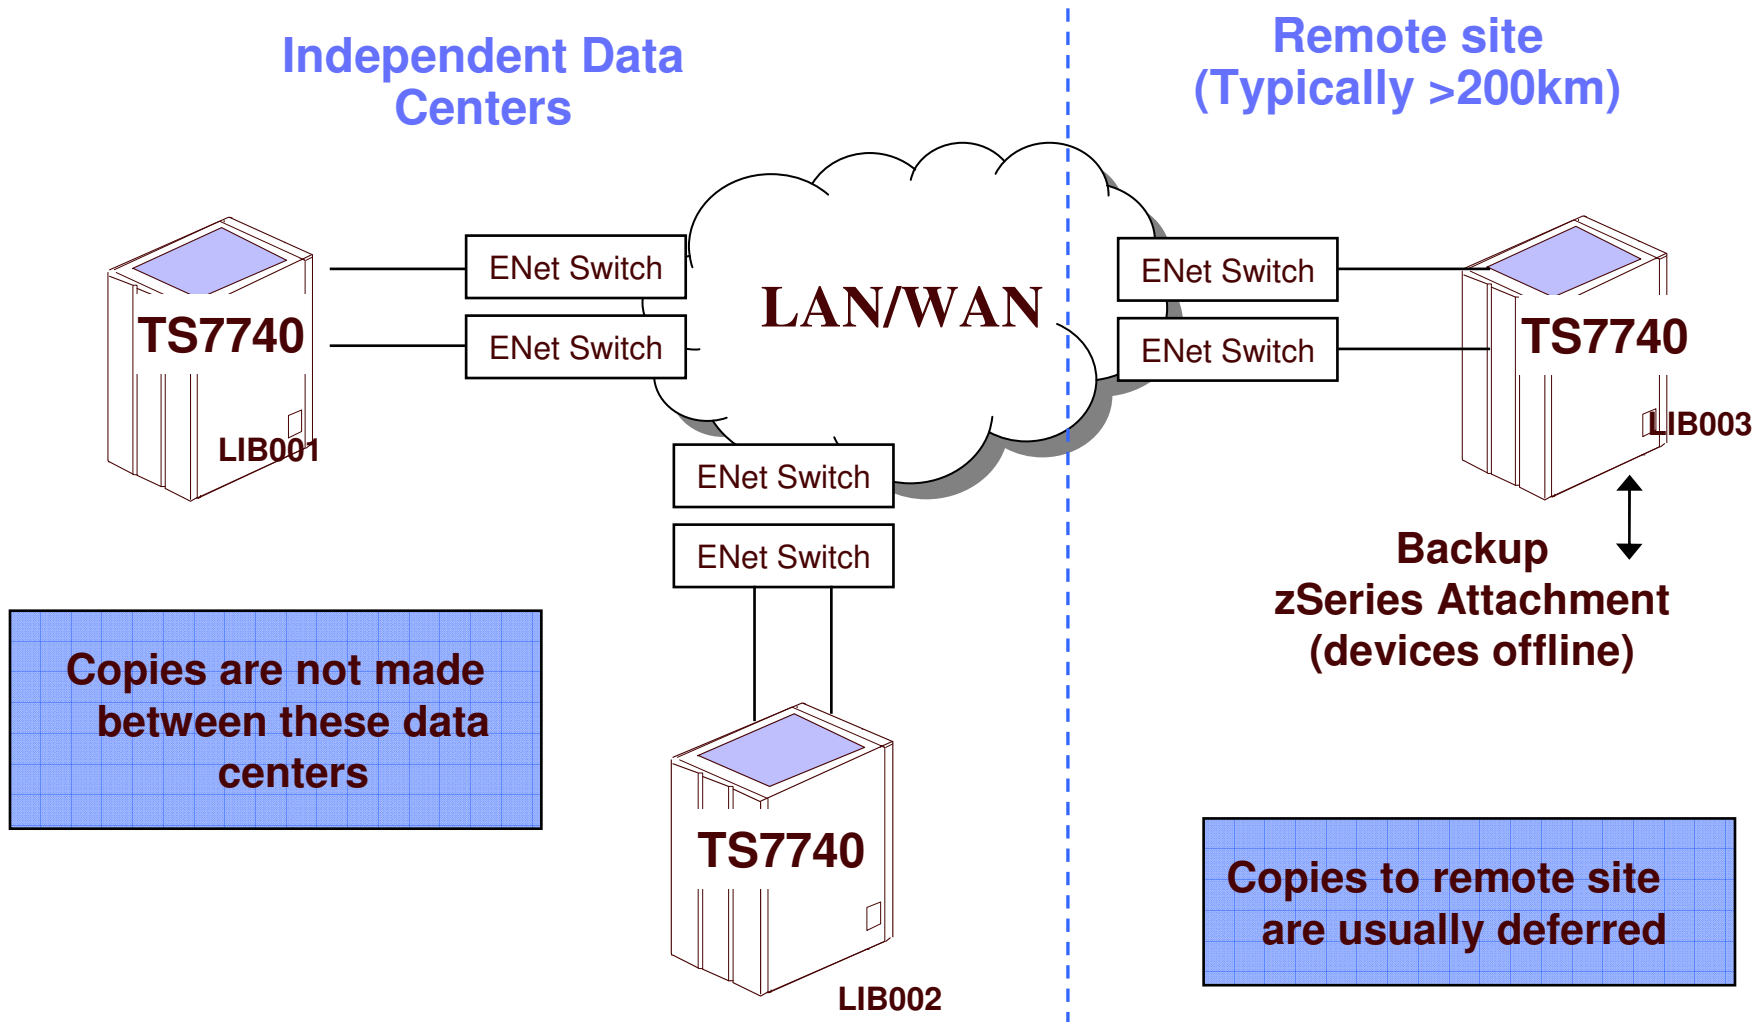 Independent Data
Centers
Remote site
(Typically >200km)
ENet Switch
ENet Switch
LAN/WAN
ENet Switch
ENet Switch
TS7740
LIB001
TS7740
LIB003
ENet Switch
ENet Switch
Backup
zSeries Attachment
(devices offline)
Copies are not made
between these data
centers
TS7740
LIB002
Copies to remote site
are usually deferred